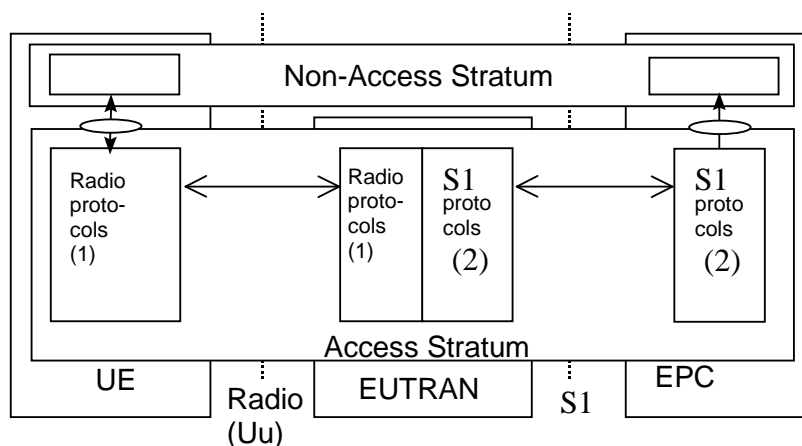 Non-Access Stratum
Radio
proto-
cols
(1)
Radio
proto-
cols
(1)
S1
proto
cols
(2)
S1
proto
cols
(2)
Access Stratum
UE
Radio
(Uu)
EUTRAN
S1
EPC